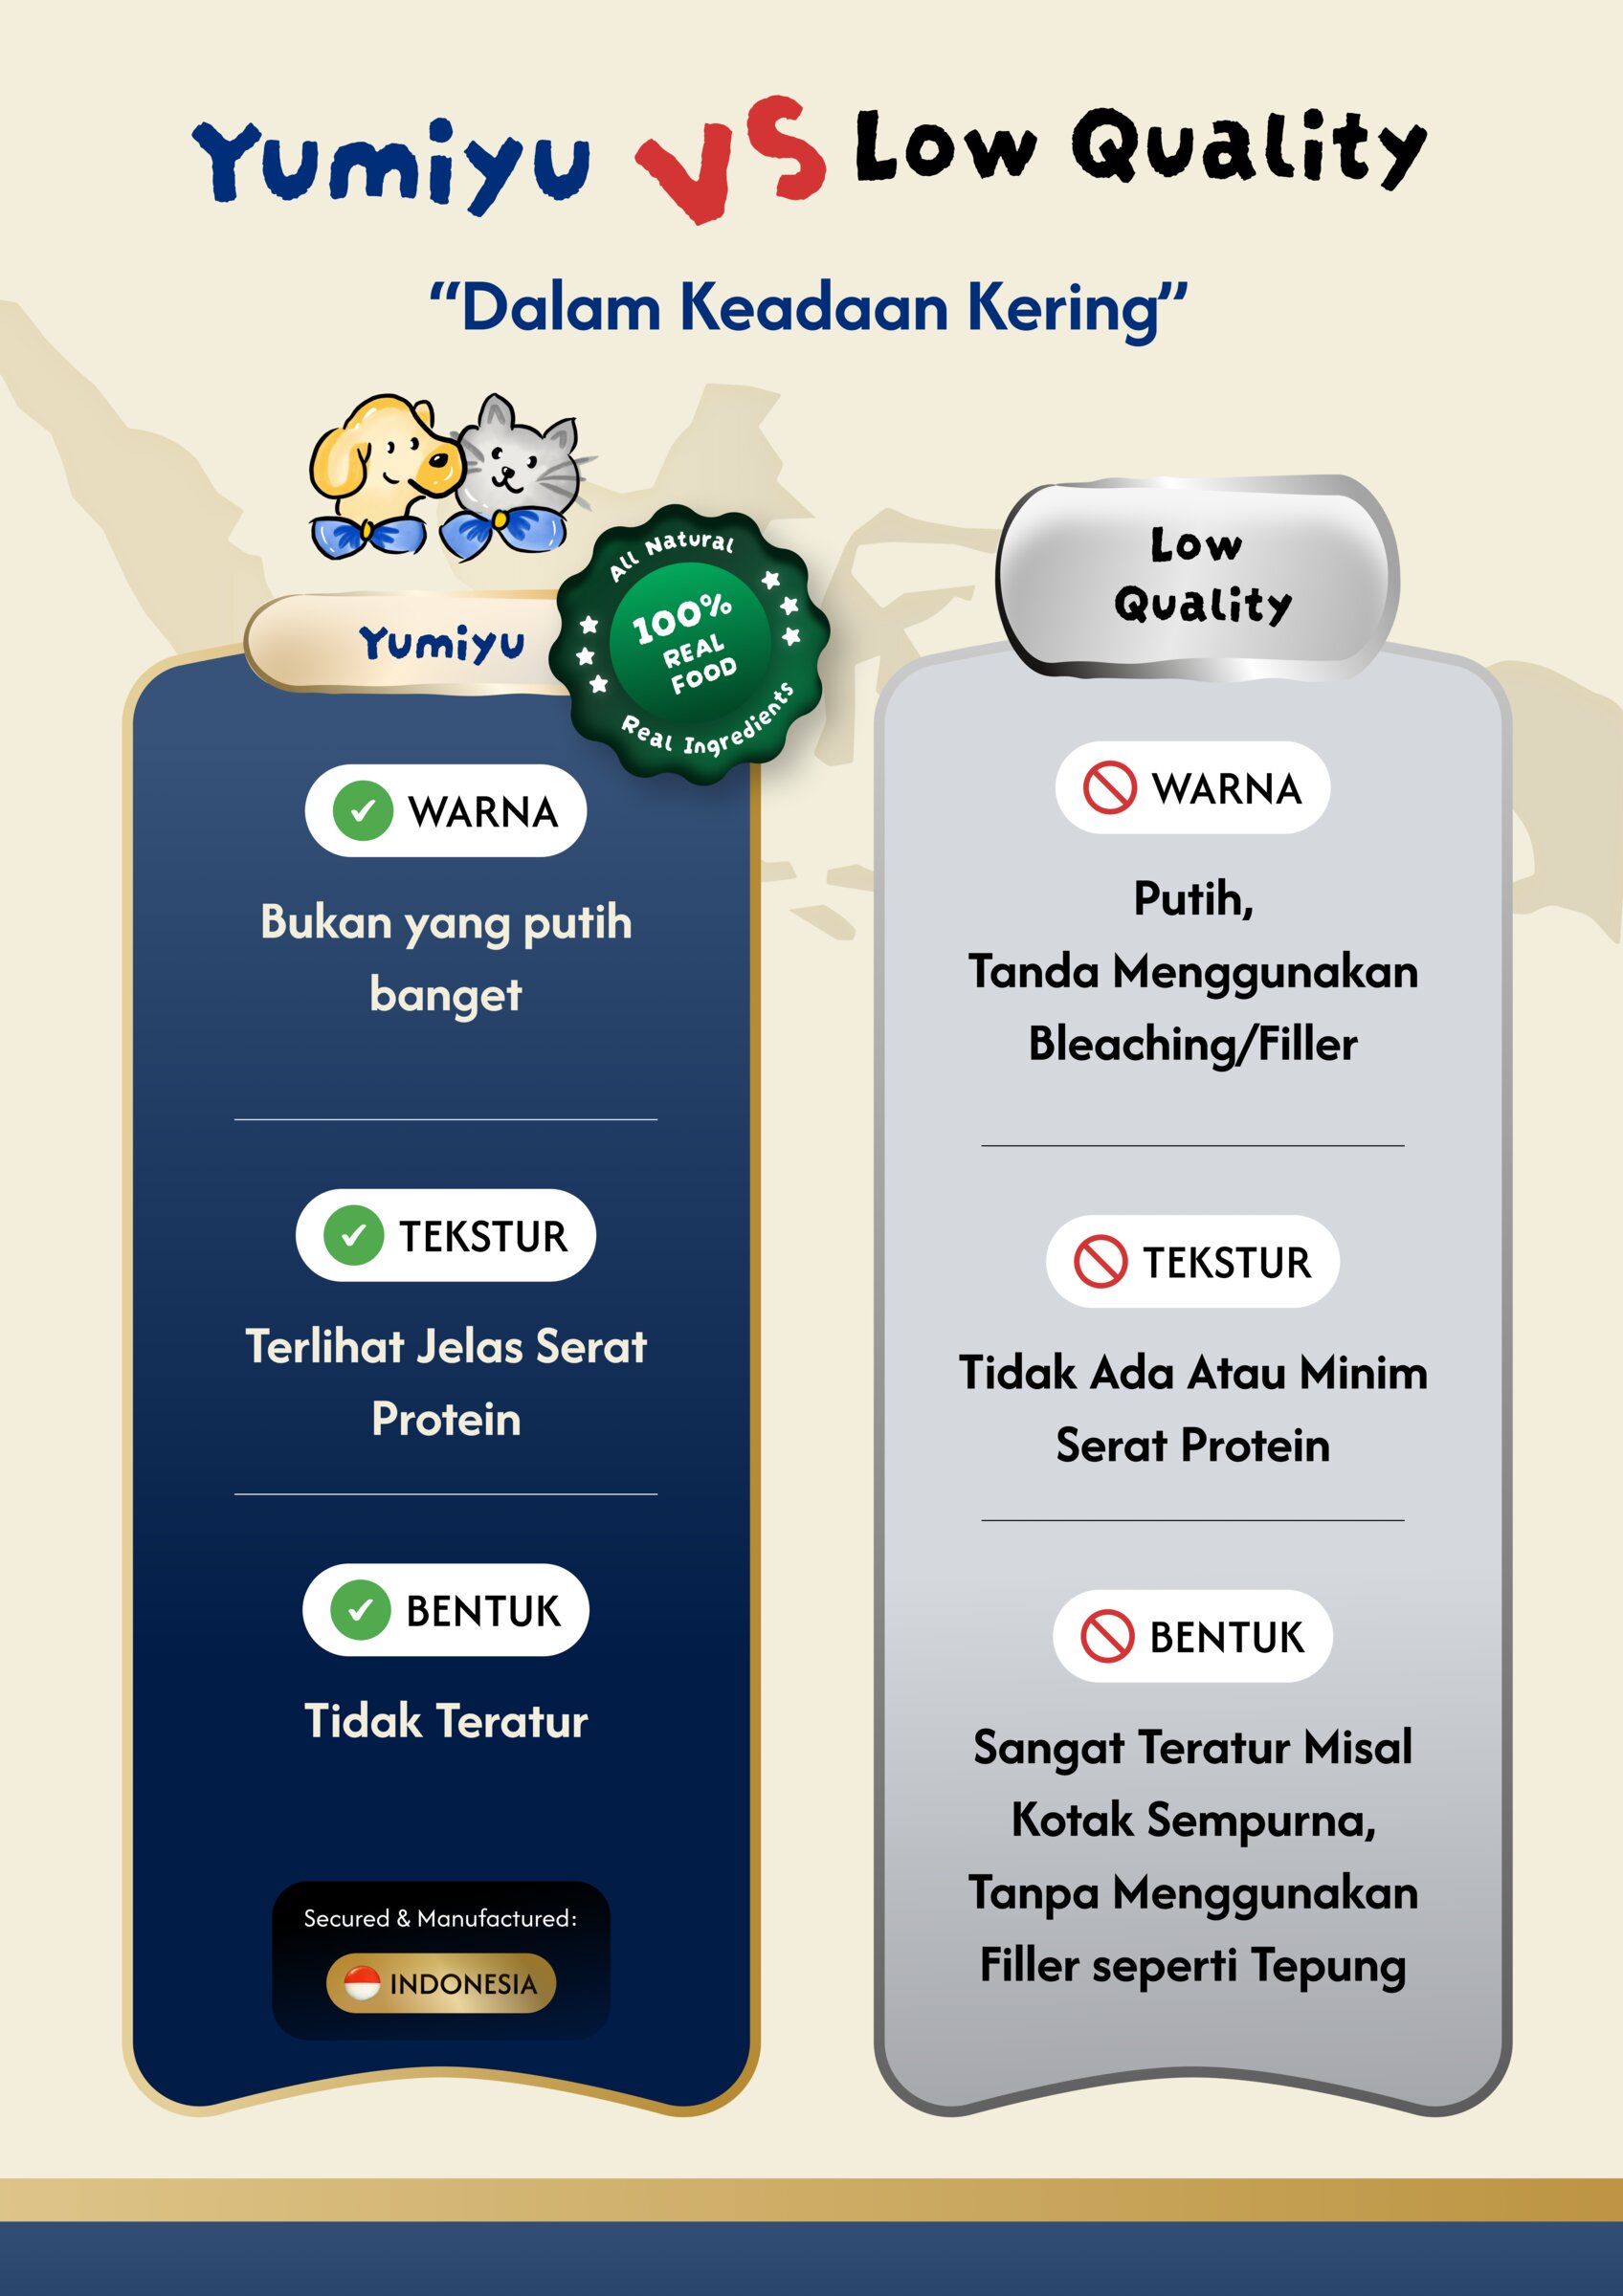 Yumiyu VS Low Quality
“Dalam Keadaan Kering”
Yumiyu
All Natural
100%
REAL
FOOD
Real Ingredients
WARNA
Bukan yang putih
banget
TEKSTUR
Terlihat Jelas Serat
Protein
BENTUK
Tidak Teratur
Secured & Manufactured:
INDONESIA
Low
Quality
WARNA
Putih,
Tanda Menggunakan
Bleaching/Filler
TEKSTUR
Tidak Ada Atau Minim
Serat Protein
BENTUK
Sangat Teratur Misal
Kotak Sempurna,
Tanpa Menggunakan
Filler seperti Tepung